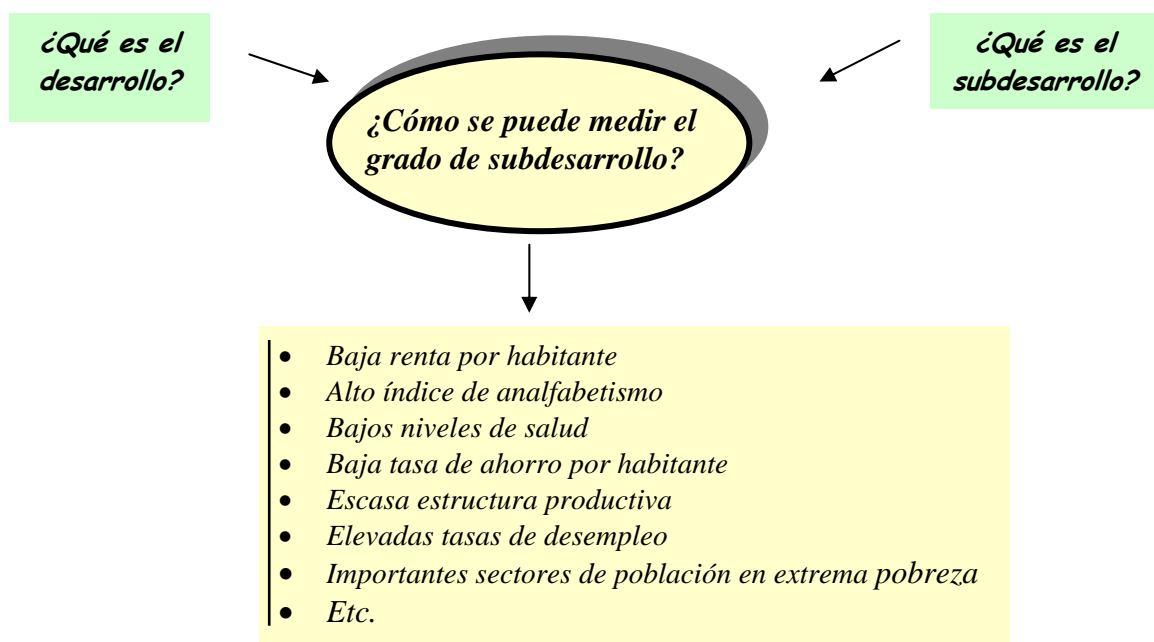 ¿Qué es el
desarrollo?
¿Qué es el
subdesarrollo?
¿Cómo se puede medir el
grado de subdesarrollo?
• Baja renta por habitante
• Alto índice de analfabetismo
• Bajos niveles de salud
• Baja tasa de ahorro por habitante
• Escasa estructura productiva
• Elevadas tasas de desempleo
• Importantes sectores de población en extrema pobreza
• Etc.